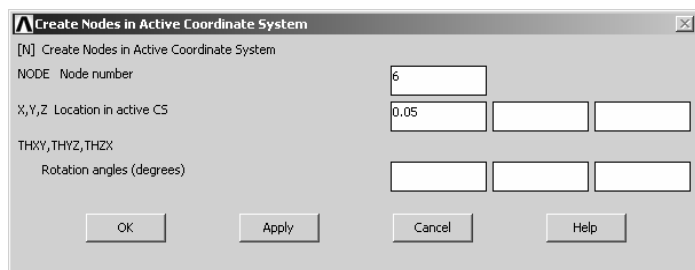 Create Nodes in Active Coordinate System
[N] Create Nodes in Active Coordinate System
NODE Node number 6
X,Y,Z Location in active CS 0.05
THXY,THYZ,THZX
Rotation angles (degrees)
OK Apply Cancel Help